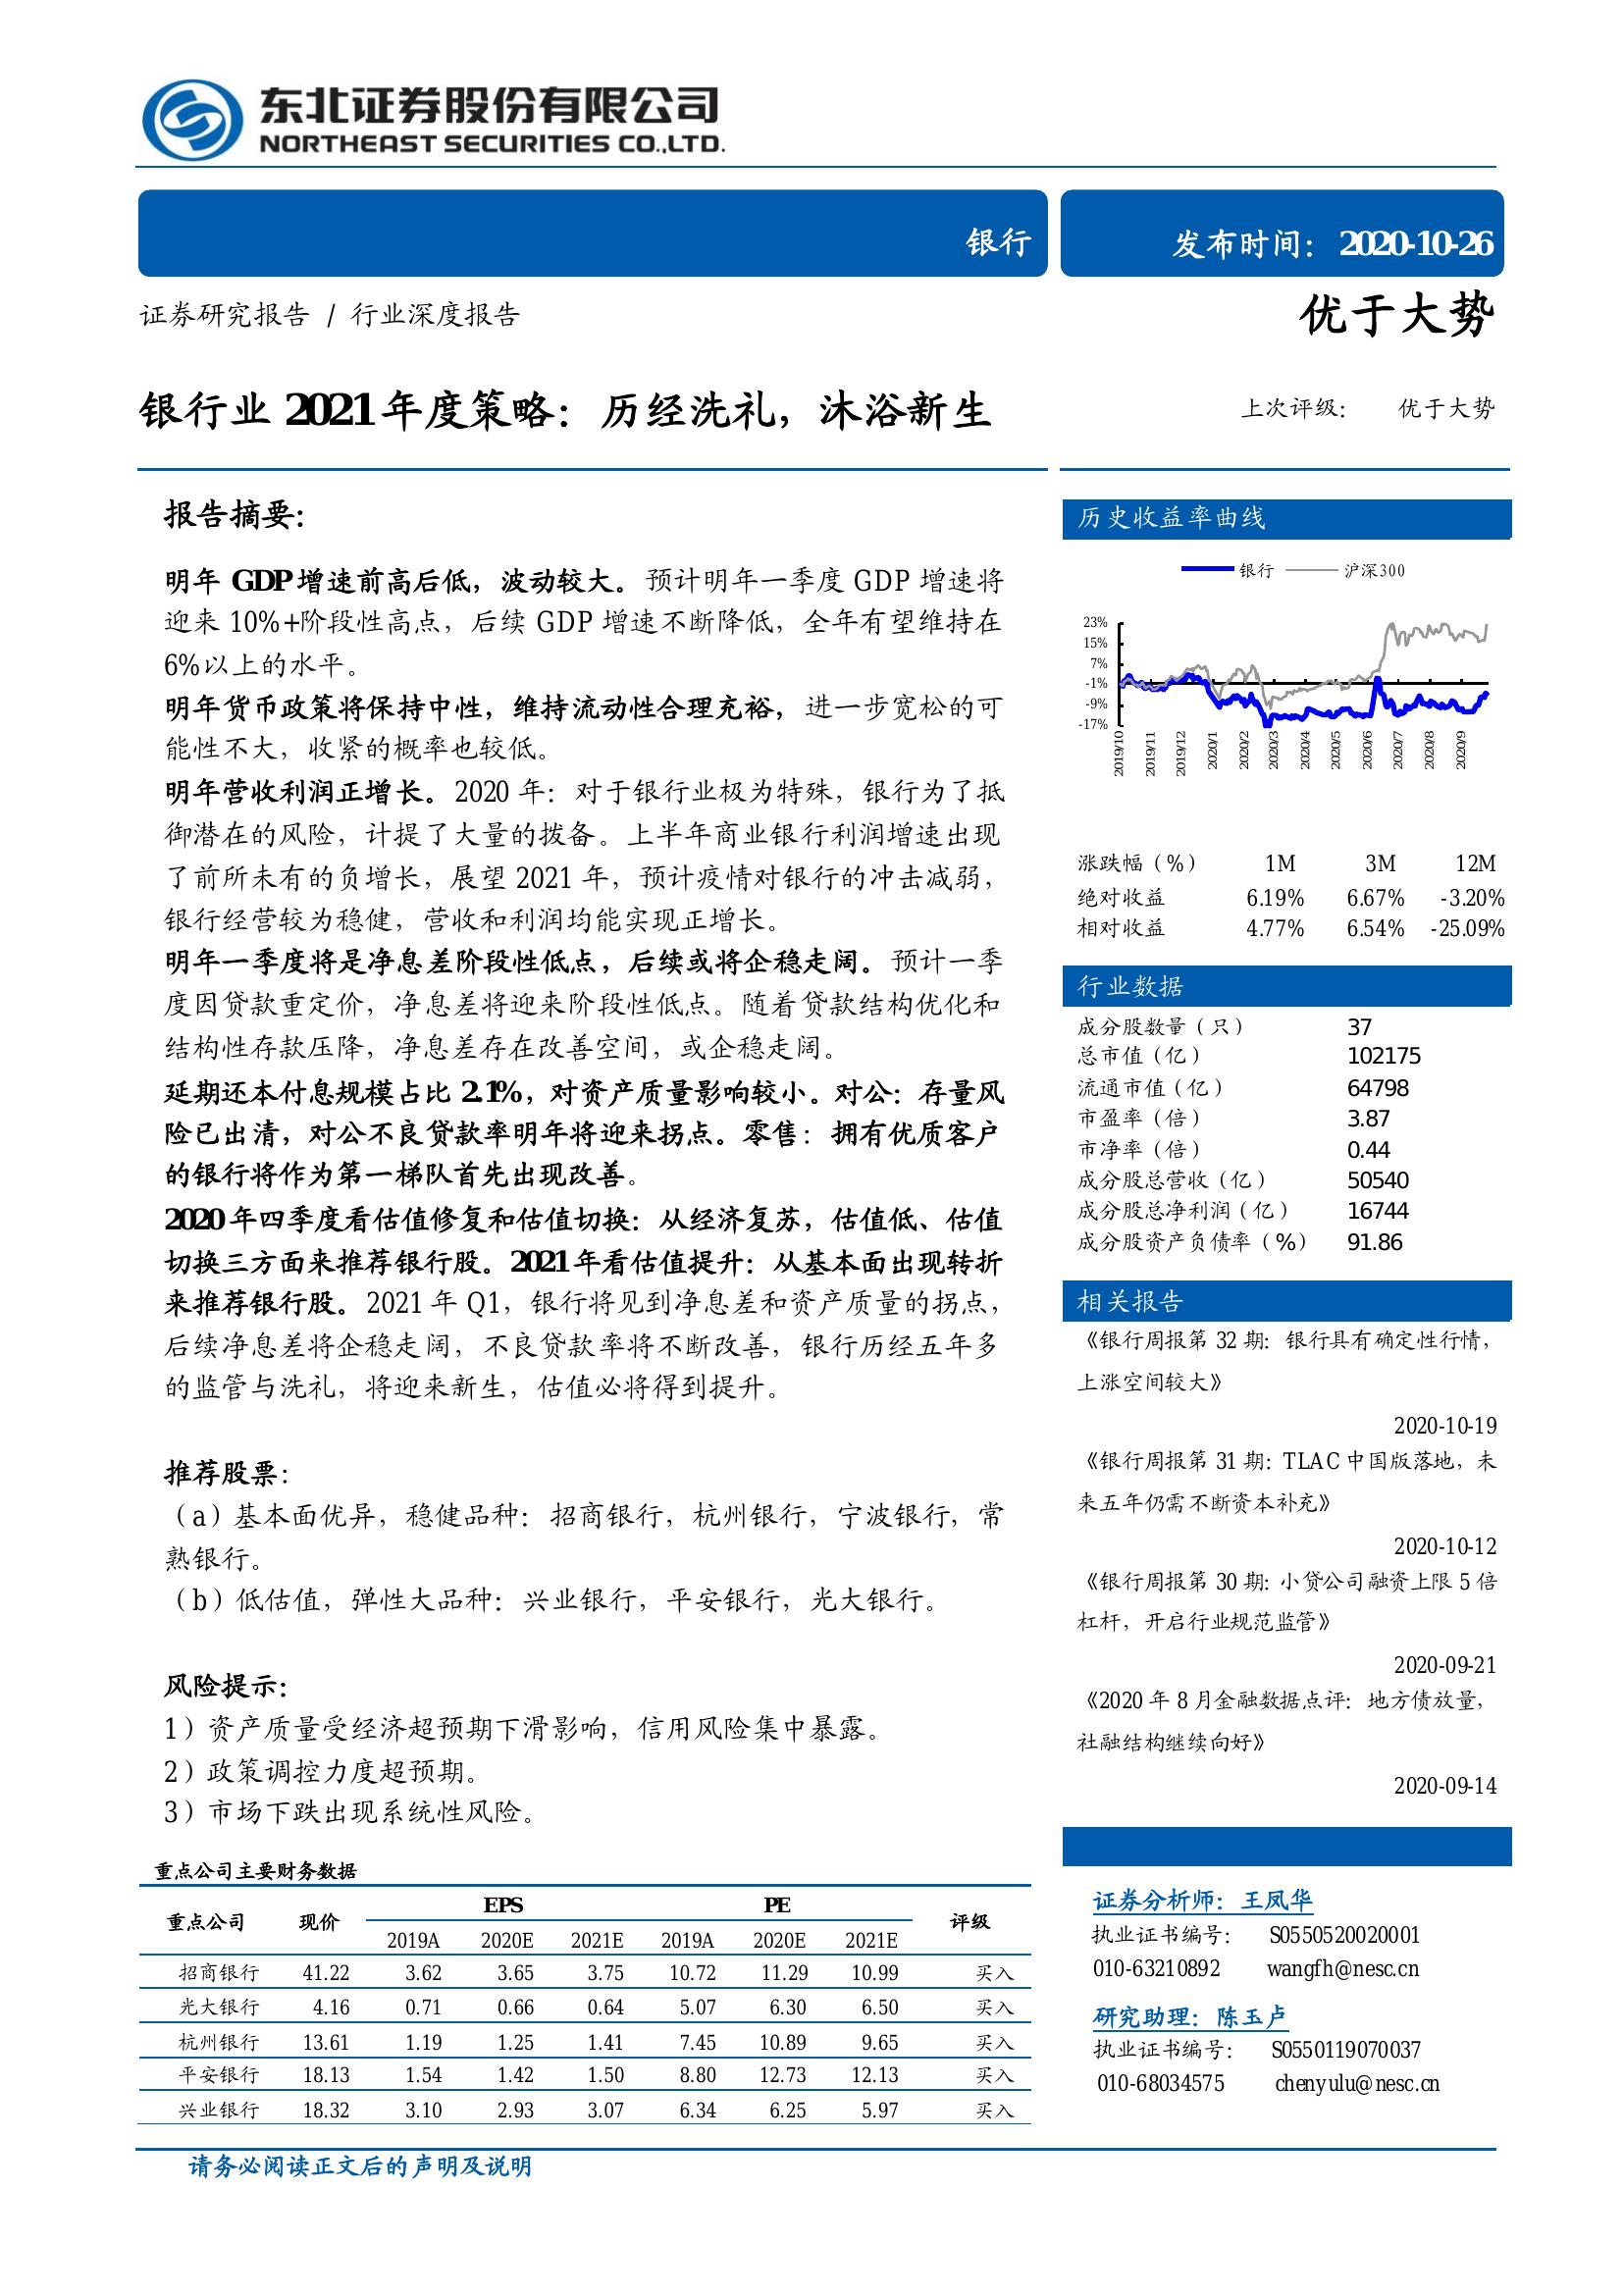 东北证券股份有限公司
NORTHEAST SECURITIES CO.,LTD.
银行
发布时间：2020-10-26
证券研究报告 / 行业深度报告
优于大势
银行业 2021 年度策略：历经洗礼，沐浴新生
上次评级： 优于大势
报告摘要：
明年 GDP 增速前高后低，波动较大。预计明年一季度 GDP 增速将
迎来 10%+阶段性高点，后续 GDP 增速不断降低，全年有望维持在
6%以上的水平。
明年货币政策将保持中性，维持流动性合理充裕，进一步宽松的可
能性不大，收紧的概率也较低。
明年营收利润正增长。2020 年：对于银行业极为特殊，银行为了抵
御潜在的风险，计提了大量的拨备。上半年商业银行利润增速出现
了前所未有的负增长，展望 2021 年，预计疫情对银行的冲击减弱，
银行经营较为稳健，营收和利润均能实现正增长。
明年一季度将是净息差阶段性低点，后续或将企稳走阔。预计一季
度因贷款重定价，净息差将迎来阶段性低点。随着贷款结构优化和
结构性存款压降，净息差存在改善空间，或企稳走阔。
延期还本付息规模占比 2.1%，对资产质量影响较小。对公：存量风
险已出清，对公不良贷款率明年将迎来拐点。零售：拥有优质客户
的银行将作为第一梯队首先出现改善。
2020 年四季度看估值修复和估值切换：从经济复苏，估值低、估值
切换三方面来推荐银行股。2021 年看估值提升：从基本面出现转折
来推荐银行股。2021 年 Q1，银行将见到净息差和资产质量的拐点，
后续净息差将企稳走阔，不良贷款率将不断改善，银行历经五年多
的监管与洗礼，将迎来新生，估值必将得到提升。
推荐股票：
（a）基本面优异，稳健品种：招商银行，杭州银行，宁波银行，常
熟银行。
（b）低估值，弹性大品种：兴业银行，平安银行，光大银行。
风险提示：
1）资产质量受经济超预期下滑影响，信用风险集中暴露。
2）政策调控力度超预期。
3）市场下跌出现系统性风险。
重点公司主要财务数据
重点公司 现价 EPS PE 评级
2019A 2020E 2021E 2019A 2020E 2021E
招商银行 41.22 3.62 3.65 3.75 10.72 11.29 10.99 买入
光大银行 4.16 0.71 0.66 0.64 5.07 6.30 6.50 买入
杭州银行 13.61 1.19 1.25 1.41 7.45 10.89 9.65 买入
平安银行 18.13 1.54 1.42 1.50 8.80 12.73 12.13 买入
兴业银行 18.32 3.10 2.93 3.07 6.34 6.25 5.97 买入
历史收益率曲线
银行 沪深300
23%
15%
7%
-1%
-9%
-17%
2019/10 2019/11 2019/12 2020/1 2020/2 2020/3 2020/4 2020/5 2020/6 2020/7 2020/8 2020/9
涨跌幅（%） 1M 3M 12M
绝对收益 6.19% 6.67% -3.20%
相对收益 4.77% 6.54% -25.09%
行业数据
成分股数量（只） 37
总市值（亿） 102175
流通市值（亿） 64798
市盈率（倍） 3.87
市净率（倍） 0.44
成分股总营收（亿） 50540
成分股总净利润（亿） 16744
成分股资产负债率（%） 91.86
相关报告
《银行周报第 32 期：银行具有确定性行情，
上涨空间较大》
2020-10-19
《银行周报第 31 期：TLAC 中国版落地，未
来五年仍需不断资本补充》
2020-10-12
《银行周报第 30 期：小贷公司融资上限 5 倍
杠杆，开启行业规范监管》
2020-09-21
《2020 年 8 月金融数据点评：地方债放量，
社融结构继续向好》
2020-09-14
证券分析师：王凤华
执业证书编号： S0550520020001
010-63210892 wangfh@nesc.cn
研究助理：陈玉卢
执业证书编号： S0550119070037
010-68034575 chenyulu@nesc.cn
请务必阅读正文后的声明及说明